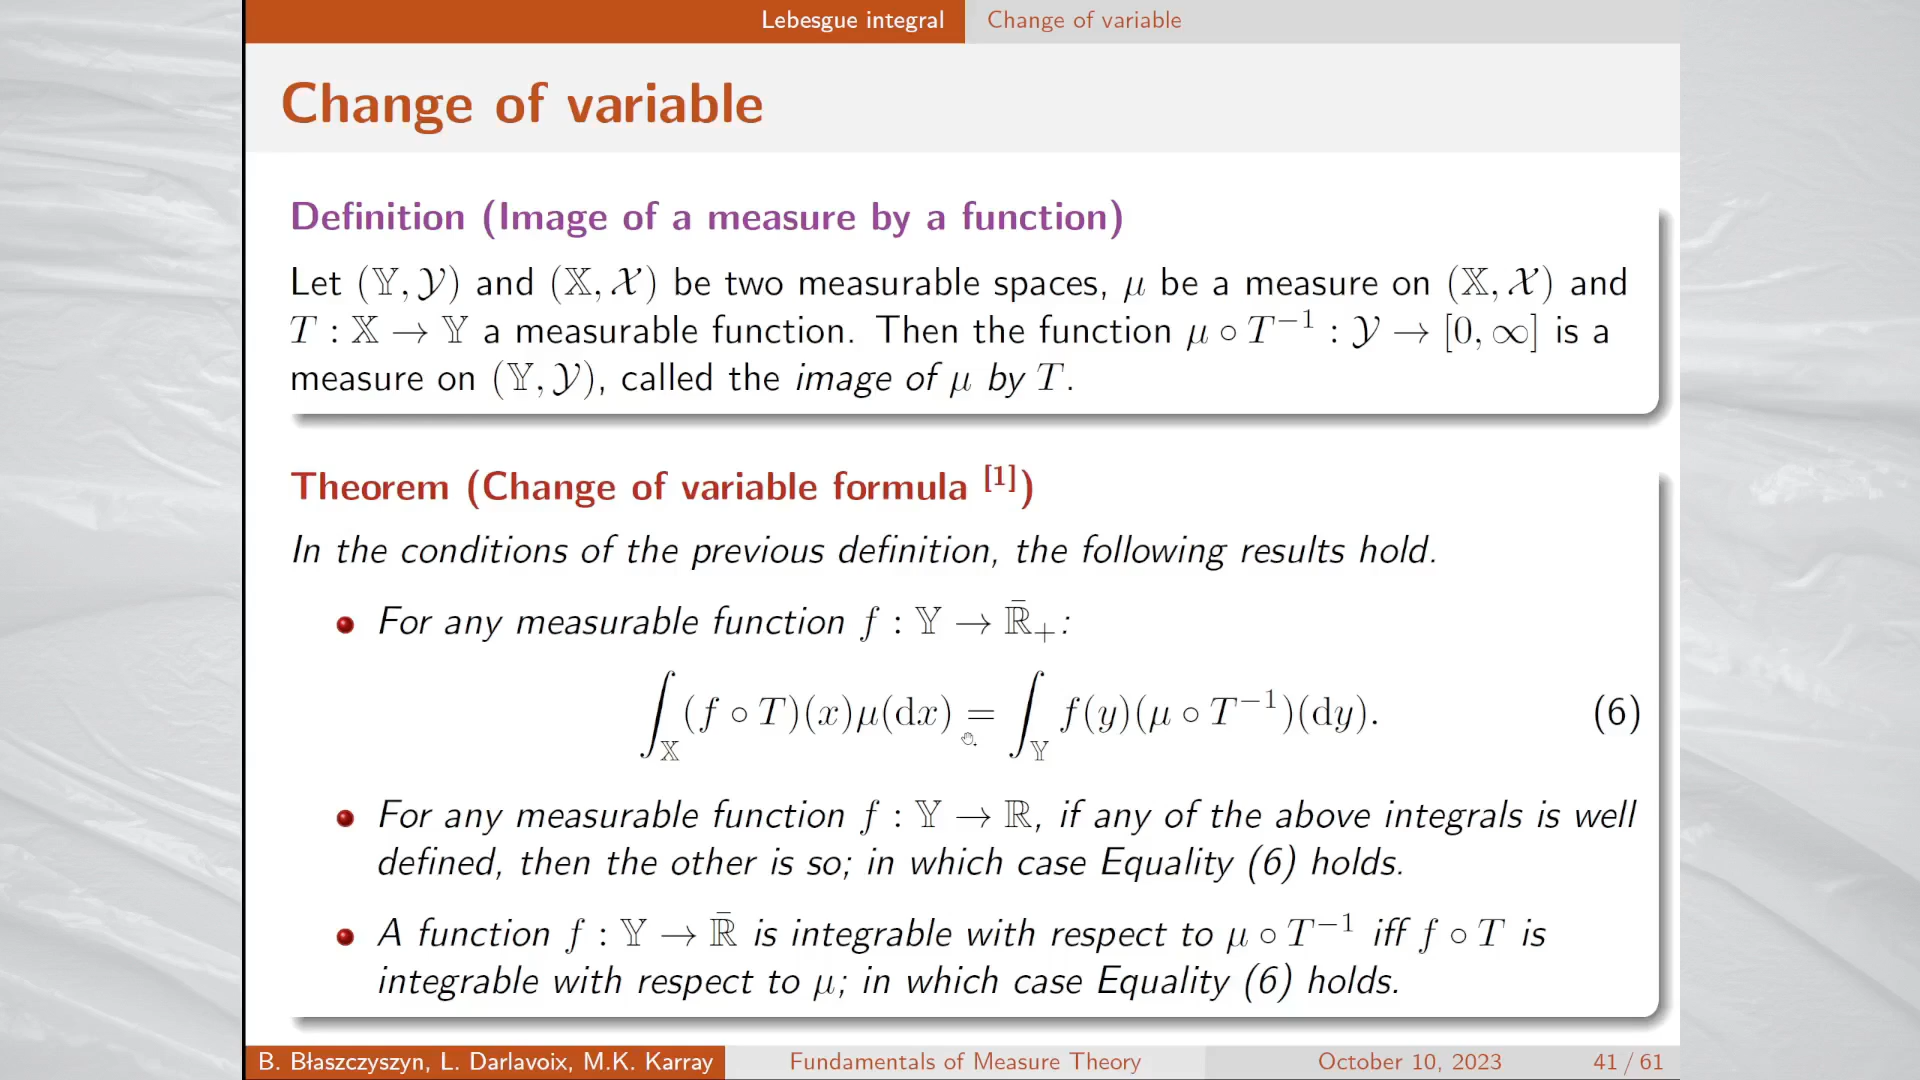 Lebesgue integral Change of variable
Change of variable
Definition (Image of a measure by a function)
Let (𝕐, 𝒴) and (𝕏, 𝒳) be two measurable spaces, μ be a measure on (𝕏, 𝒳) and
T : 𝕏 → 𝕐 a measurable function. Then the function μ ∘ T⁻¹ : 𝒴 → [0, ∞] is a
measure on (𝕐, 𝒴), called the image of μ by T.
Theorem (Change of variable formula [1])
In the conditions of the previous definition, the following results hold.
• For any measurable function f : 𝕐 → ℝ̄₊:
∫_𝕏 (f ∘ T)(x)μ(dx) = ∫_𝕐 f(y)(μ ∘ T⁻¹)(dy). (6)
• For any measurable function f : 𝕐 → ℝ, if any of the above integrals is well
defined, then the other is so; in which case Equality (6) holds.
• A function f : 𝕐 → ℝ̄ is integrable with respect to μ ∘ T⁻¹ iff f ∘ T is
integrable with respect to μ; in which case Equality (6) holds.
B. Błaszczyszyn, L. Darlavoix, M.K. Karray Fundamentals of Measure Theory October 10, 2023 41 / 61